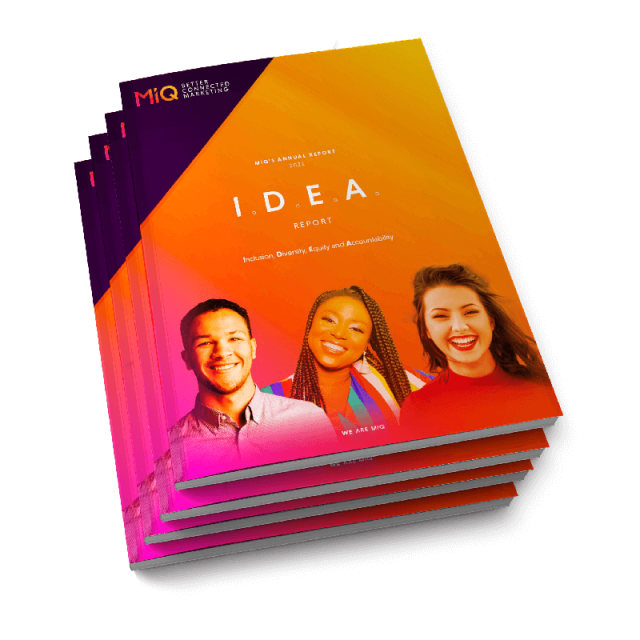 MiQ BETTER
CONNECTED
MARKETING
MiQ'S ANNUAL REPORT
I.D.E.A.
REPORT
Inclusion, Diversity, Equity and Accountability
WE ARE MIQ